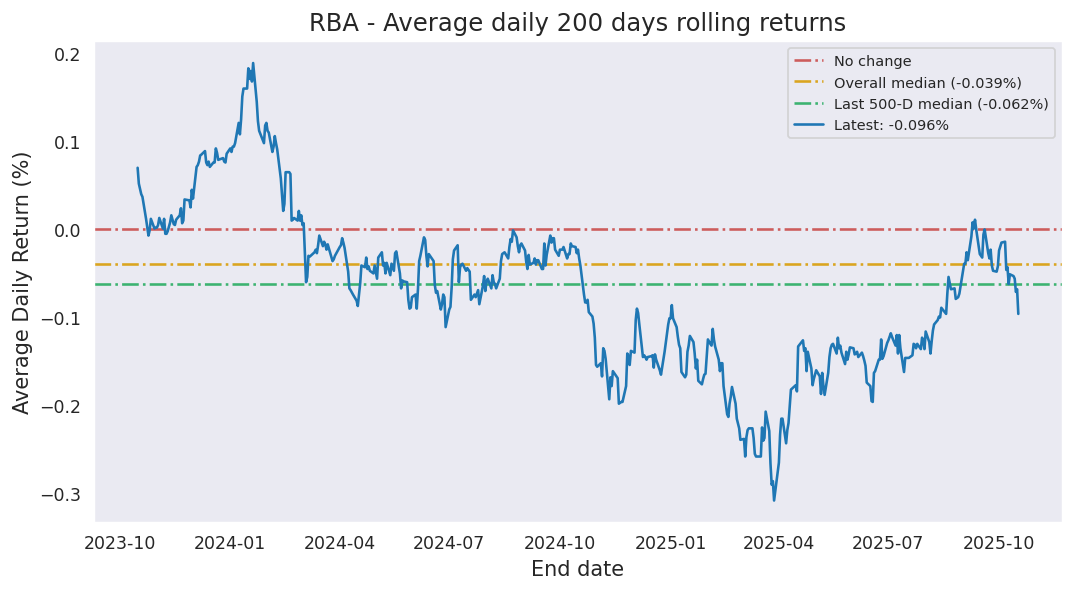 RBA - Average daily 200 days rolling returns
No change
Overall median (-0.039%)
Last 500-D median (-0.062%)
Latest: -0.096%
Average Daily Return (%)
0.2
0.1
0.0
−0.1
−0.2
−0.3
2023-10 2024-01 2024-04 2024-07 2024-10 2025-01 2025-04 2025-07 2025-10
End date